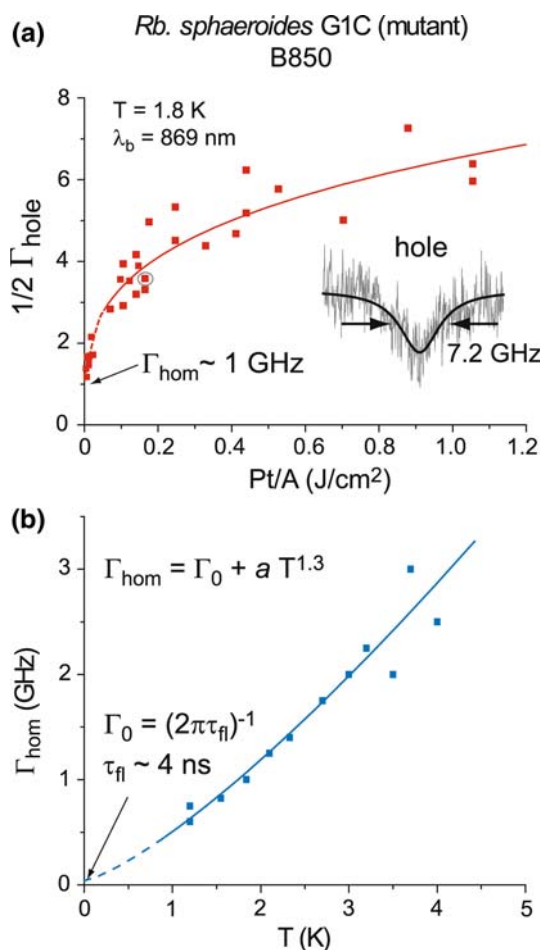 (a)
Rb. sphaeroides G1C (mutant)
B850
T = 1.8 K
λb = 869 nm
8
6
4
2
0
1/2 Γhole
hole
7.2 GHz
Γhom ~ 1 GHz
0
0.2
0.4
0.6
0.8
1.0
1.2
Pt/A (J/cm²)
(b)
Γhom = Γ0 + a T^1.3
3
2
1
0
Γhom (GHz)
Γ0 = (2πτfl)⁻¹
τfl ~ 4 ns
0
1
2
3
4
5
T (K)